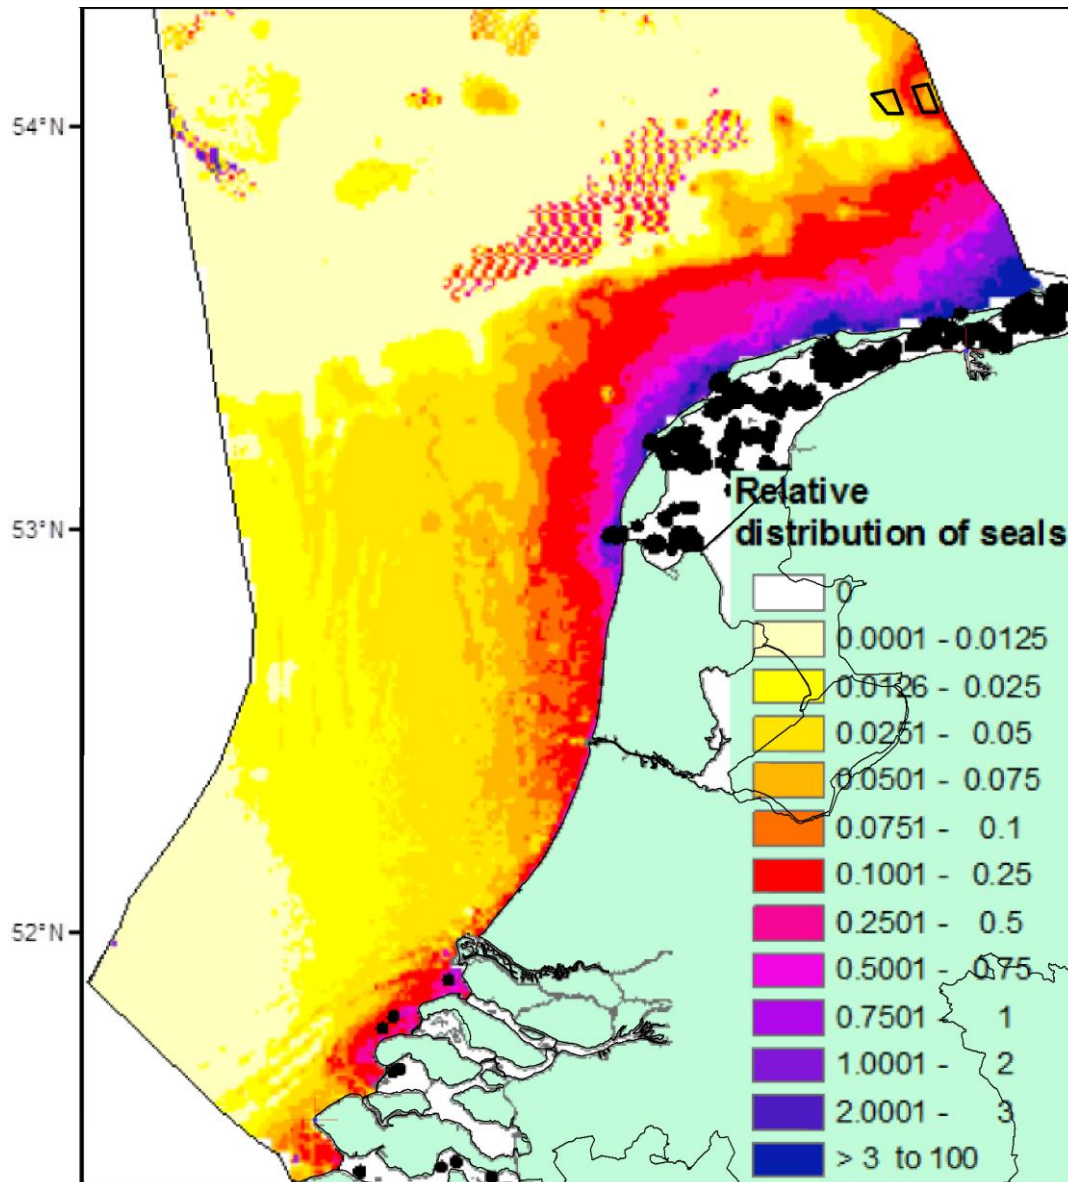 54°N
53°N
52°N
Relative
distribution of seals
0
0.0001 - 0.0125
0.0126 - 0.025
0.0251 - 0.05
0.0501 - 0.075
0.0751 - 0.1
0.1001 - 0.25
0.2501 - 0.5
0.5001 - 0.75
0.7501 - 1
1.0001 - 2
2.0001 - 3
> 3 to 100